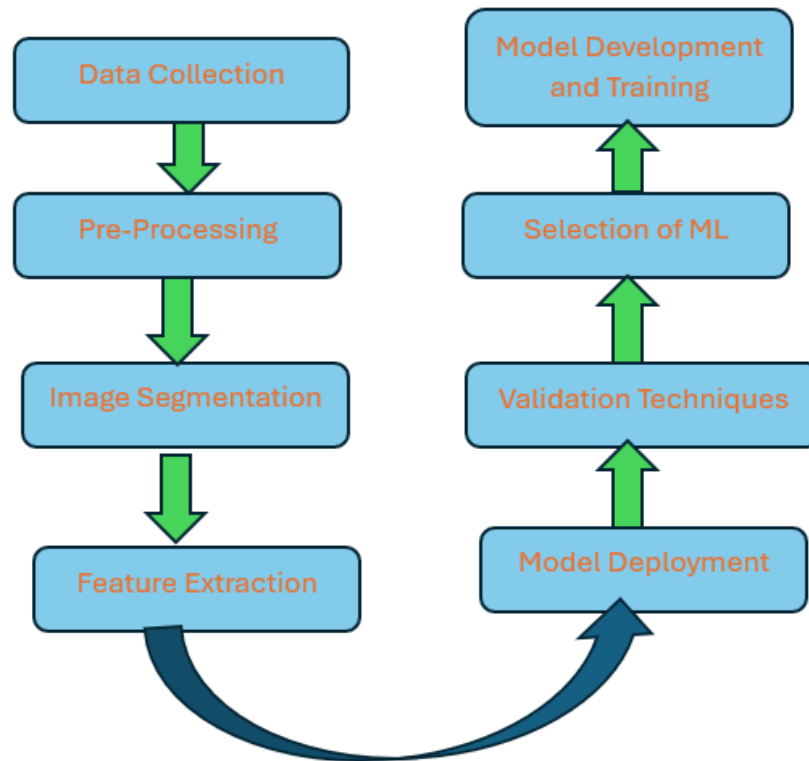 Data Collection
Pre-Processing
Image Segmentation
Feature Extraction
Model Development
and Training
Selection of ML
Validation Techniques
Model Deployment